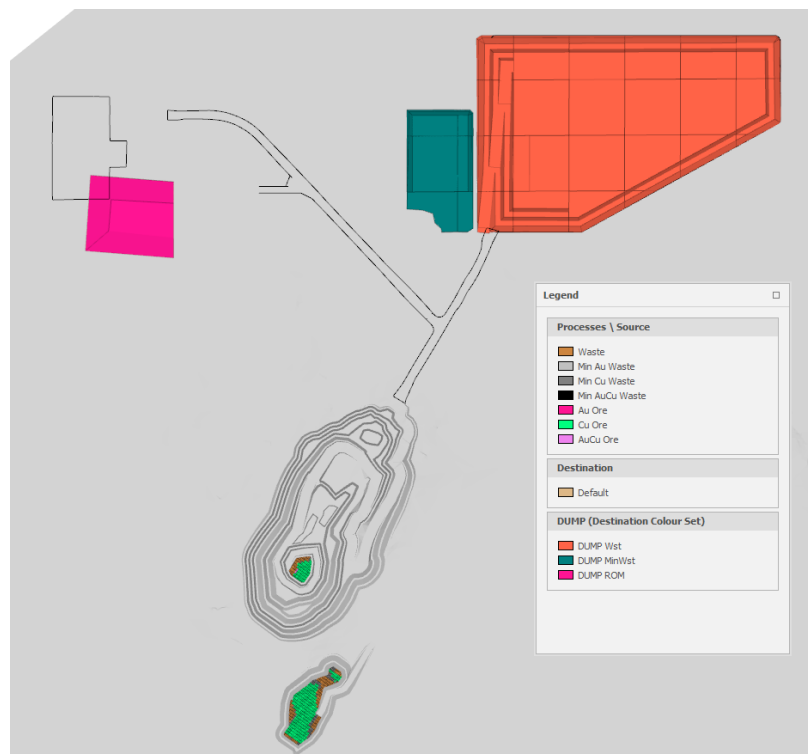 Legend
Processes \ Source
Waste
Min Au Waste
Min Cu Waste
Min AuCu Waste
Au Ore
Cu Ore
AuCu Ore
Destination
Default
DUMP (Destination Colour Set)
DUMP Wst
DUMP MinWst
DUMP ROM